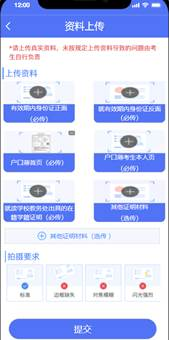 12:00
资料上传
*请上传真实资料，未按规定上传资料导致的问题由考
生自行负责
上传资料
有效期内身份证正面
（必传）
就有效期内身份证反面
（必传）
户口簿首页（必传）
户口簿考生本人页
（必传）
就读学校教务处出具的在
籍学籍证明（必传）
其他证明材料
（选传）
其他证明材料（选传）
拍摄要求
标准
边框缺失
对焦模糊
闪光强烈
提交